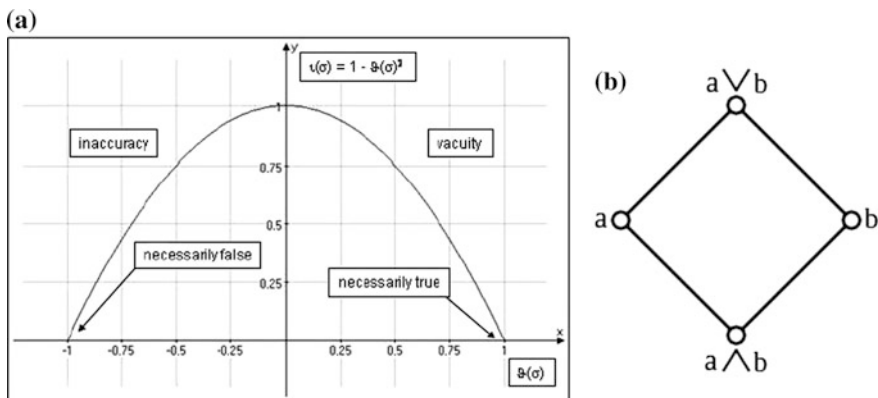 (a)
y
ι(σ) = 1 - ϑ(σ)²
1
inaccuracy
vacuity
0.75
0.5
necessarily false
0.25
necessarily true
x
-1 -0.75 -0.5 -0.25 0.25 0.5 0.75 1
ϑ(σ)
(b)
a ∨ b
a
b
a ∧ b